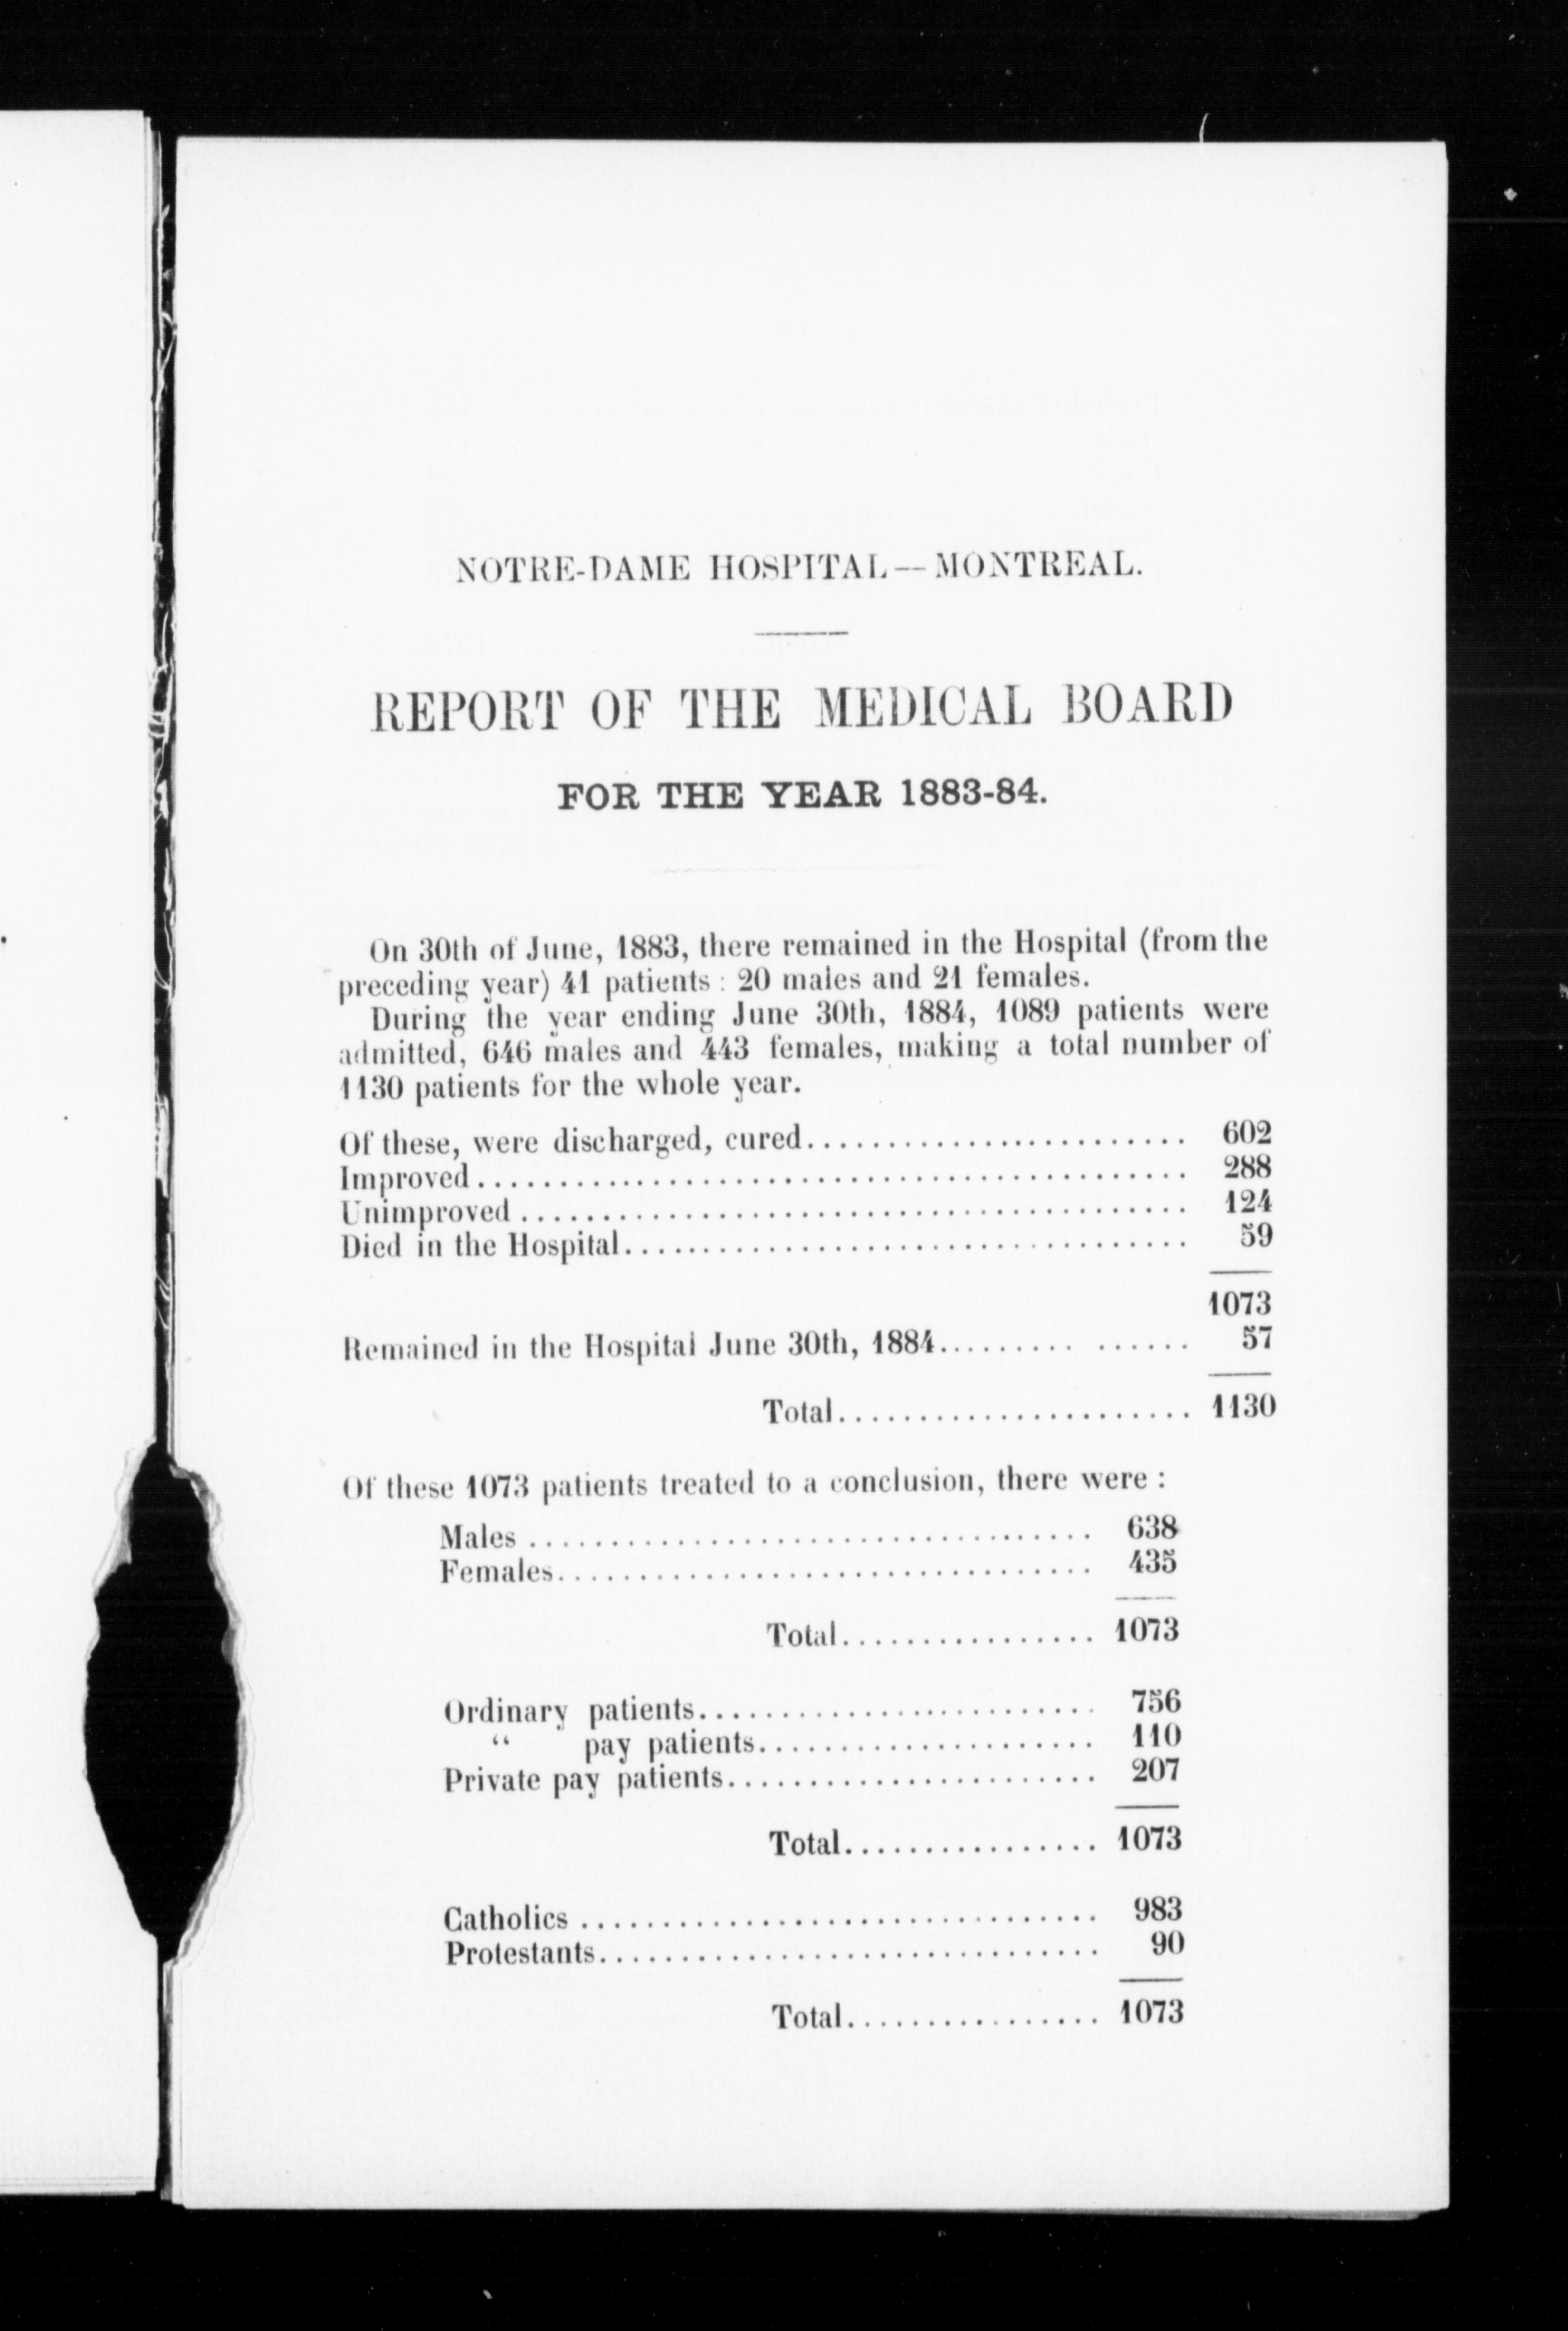 NOTRE-DAME HOSPITAL — MONTREAL.
REPORT OF THE MEDICAL BOARD
FOR THE YEAR 1883-84.
On 30th of June, 1883, there remained in the Hospital (from the
preceding year) 41 patients : 20 males and 21 females.
During the year ending June 30th, 1884, 1089 patients were
admitted, 646 males and 443 females, making a total number of
1130 patients for the whole year.
Of these, were discharged, cured........................ 602
Improved............................................. 288
Unimproved.......................................... 124
Died in the Hospital.................................... 59
1073
Remained in the Hospital June 30th, 1884......... ...... 57
Total...................... 1130
Of these 1073 patients treated to a conclusion, there were :
Males ................................... 638
Females................................. 435
Total................ 1073
Ordinary patients......................... 756
“ pay patients..................... 110
Private pay patients....................... 207
Total................ 1073
Catholics ................................ 983
Protestants............................... 90
Total................ 1073